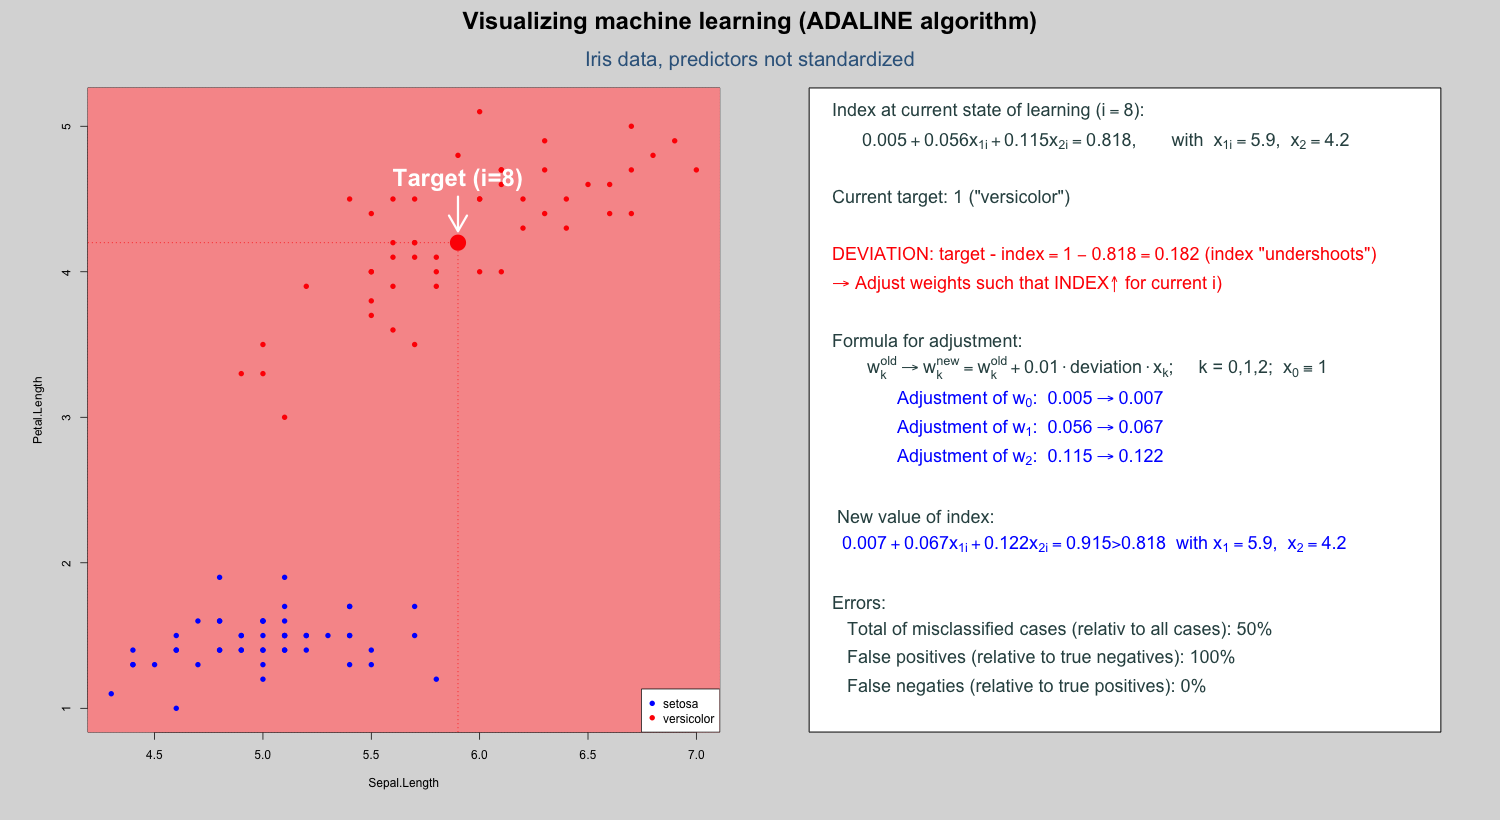 Visualizing machine learning (ADALINE algorithm)
Iris data, predictors not standardized
Petal.Length
5
4
3
2
1
Target (i=8)
setosa
versicolor
4.5 5.0 5.5 6.0 6.5 7.0
Sepal.Length
Index at current state of learning (i = 8):
0.005 + 0.056x1i + 0.115x2i = 0.818, with x1i = 5.9, x2 = 4.2
Current target: 1 ("versicolor")
DEVIATION: target - index = 1 − 0.818 = 0.182 (index "undershoots")
→ Adjust weights such that INDEX↑ for current i)
Formula for adjustment:
w_k^old → w_k^new = w_k^old + 0.01 · deviation · x_k; k = 0,1,2; x0 ≡ 1
Adjustment of w0: 0.005 → 0.007
Adjustment of w1: 0.056 → 0.067
Adjustment of w2: 0.115 → 0.122
New value of index:
0.007 + 0.067x1i + 0.122x2i = 0.915>0.818 with x1 = 5.9, x2 = 4.2
Errors:
Total of misclassified cases (relativ to all cases): 50%
False positives (relative to true negatives): 100%
False negaties (relative to true positives): 0%